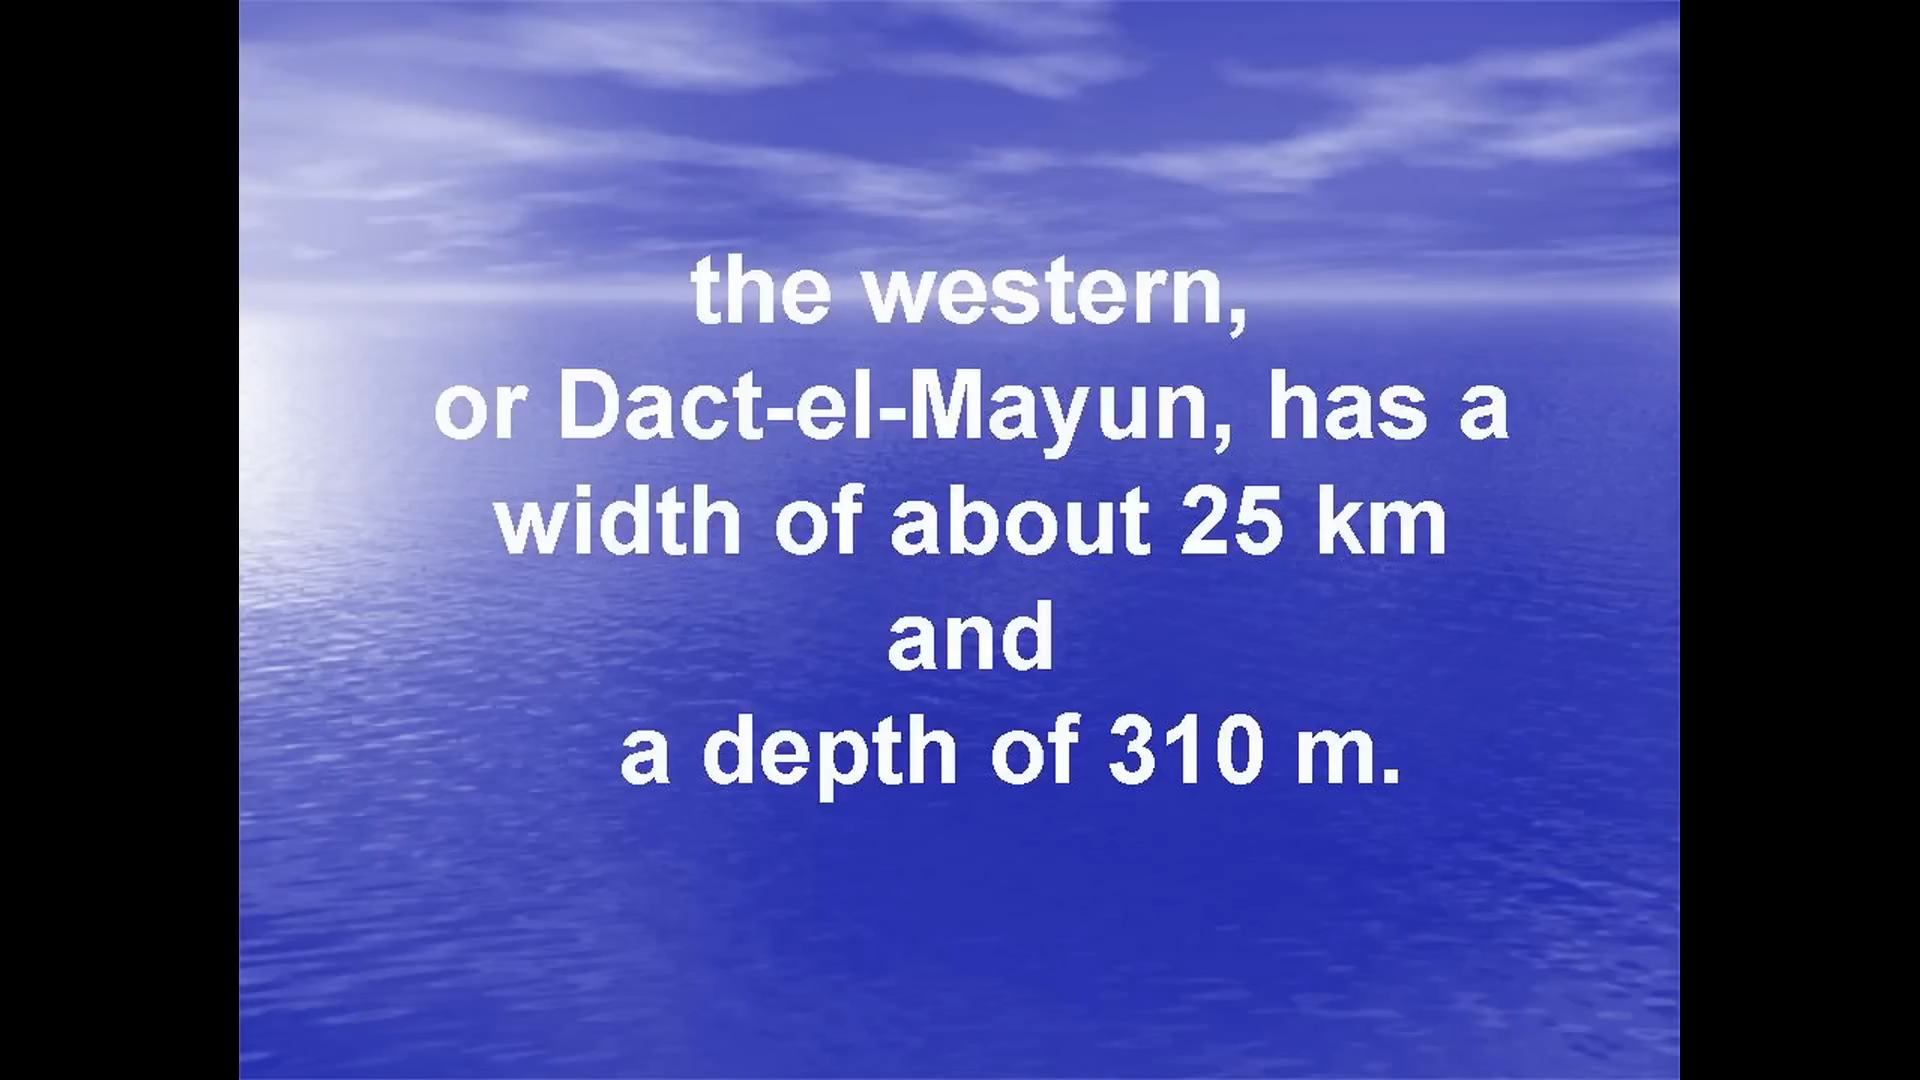 the western,
or Dact-el-Mayun, has a
width of about 25 km
and
a depth of 310 m.